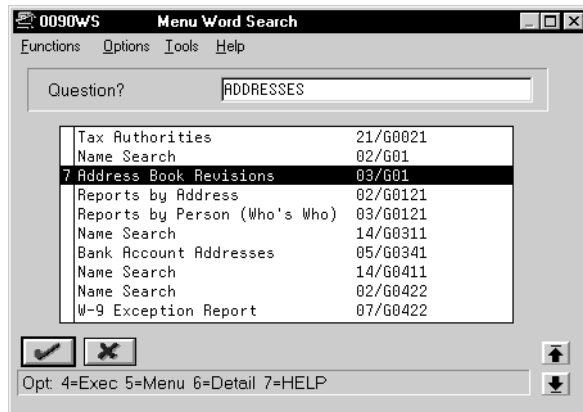 0090WS Menu Word Search
Functions Options Tools Help
Question? ADDRESSES
Tax Authorities 21/G0021
Name Search 02/G01
7 Address Book Revisions 03/G01
Reports by Address 02/G0121
Reports by Person (Who's Who) 03/G0121
Name Search 14/G0311
Bank Account Addresses 05/G0341
Name Search 14/G0411
Name Search 02/G0422
W-9 Exception Report 07/G0422
Opt: 4=Exec 5=Menu 6=Detail 7=HELP